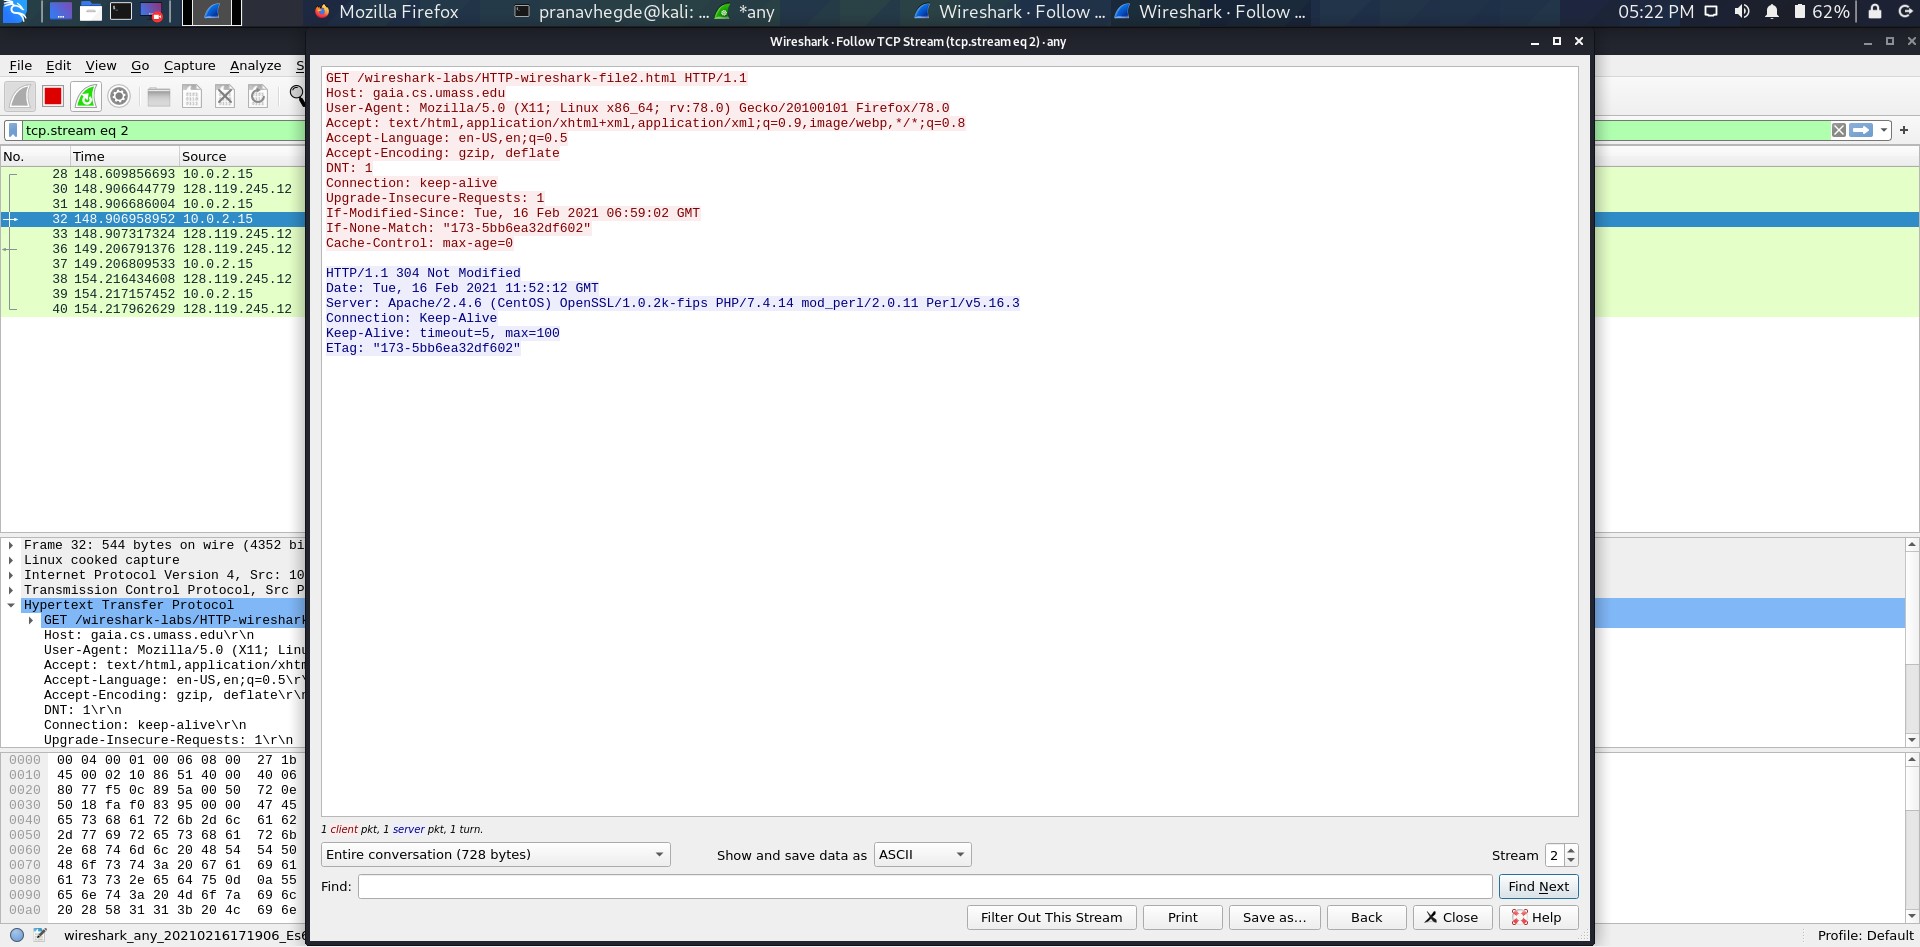 Mozilla Firefox
pranavhegde@kali: ...
*any
Wireshark · Follow ...
Wireshark · Follow ...
05:22 PM
62%
Wireshark · Follow TCP Stream (tcp.stream eq 2) · any
File Edit View Go Capture Analyze S
tcp.stream eq 2
No. Time Source
28 148.609856693 10.0.2.15
30 148.906644779 128.119.245.12
31 148.906686004 10.0.2.15
32 148.906958952 10.0.2.15
33 148.907317324 128.119.245.12
36 149.206791376 128.119.245.12
37 149.206809533 10.0.2.15
38 154.216434608 128.119.245.12
39 154.217157452 10.0.2.15
40 154.217962629 128.119.245.12
Frame 32: 544 bytes on wire (4352 bi
Linux cooked capture
Internet Protocol Version 4, Src: 10
Transmission Control Protocol, Src P
Hypertext Transfer Protocol
GET /wireshark-labs/HTTP-wireshark
Host: gaia.cs.umass.edu\r\n
User-Agent: Mozilla/5.0 (X11; Linu
Accept: text/html,application/xhtm
Accept-Language: en-US,en;q=0.5\r\
Accept-Encoding: gzip, deflate\r\n
DNT: 1\r\n
Connection: keep-alive\r\n
Upgrade-Insecure-Requests: 1\r\n
0000 00 04 00 01 00 06 08 00 27 1b
0010 45 00 02 10 86 51 40 00 40 06
0020 80 77 f5 0c 89 5a 00 50 72 0e
0030 50 18 fa f0 83 95 00 00 47 45
0040 65 73 68 61 72 6b 2d 6c 61 62
0050 2d 77 69 72 65 73 68 61 72 6b
0060 2e 68 74 6d 6c 20 48 54 54 50
0070 48 6f 73 74 3a 20 67 61 69 61
0080 61 73 73 2e 65 64 75 0d 0a 55
0090 65 6e 74 3a 20 4d 6f 7a 69 6c
00a0 20 28 58 31 31 3b 20 4c 69 6e
wireshark_any_20210216171906_Es6
GET /wireshark-labs/HTTP-wireshark-file2.html HTTP/1.1
Host: gaia.cs.umass.edu
User-Agent: Mozilla/5.0 (X11; Linux x86_64; rv:78.0) Gecko/20100101 Firefox/78.0
Accept: text/html,application/xhtml+xml,application/xml;q=0.9,image/webp,*/*;q=0.8
Accept-Language: en-US,en;q=0.5
Accept-Encoding: gzip, deflate
DNT: 1
Connection: keep-alive
Upgrade-Insecure-Requests: 1
If-Modified-Since: Tue, 16 Feb 2021 06:59:02 GMT
If-None-Match: "173-5bb6ea32df602"
Cache-Control: max-age=0
HTTP/1.1 304 Not Modified
Date: Tue, 16 Feb 2021 11:52:12 GMT
Server: Apache/2.4.6 (CentOS) OpenSSL/1.0.2k-fips PHP/7.4.14 mod_perl/2.0.11 Perl/v5.16.3
Connection: Keep-Alive
Keep-Alive: timeout=5, max=100
ETag: "173-5bb6ea32df602"
1 client pkt, 1 server pkt, 1 turn.
Entire conversation (728 bytes)
Show and save data as ASCII
Stream 2
Find:
Find Next
Filter Out This Stream
Print
Save as...
Back
Close
Help
Profile: Default